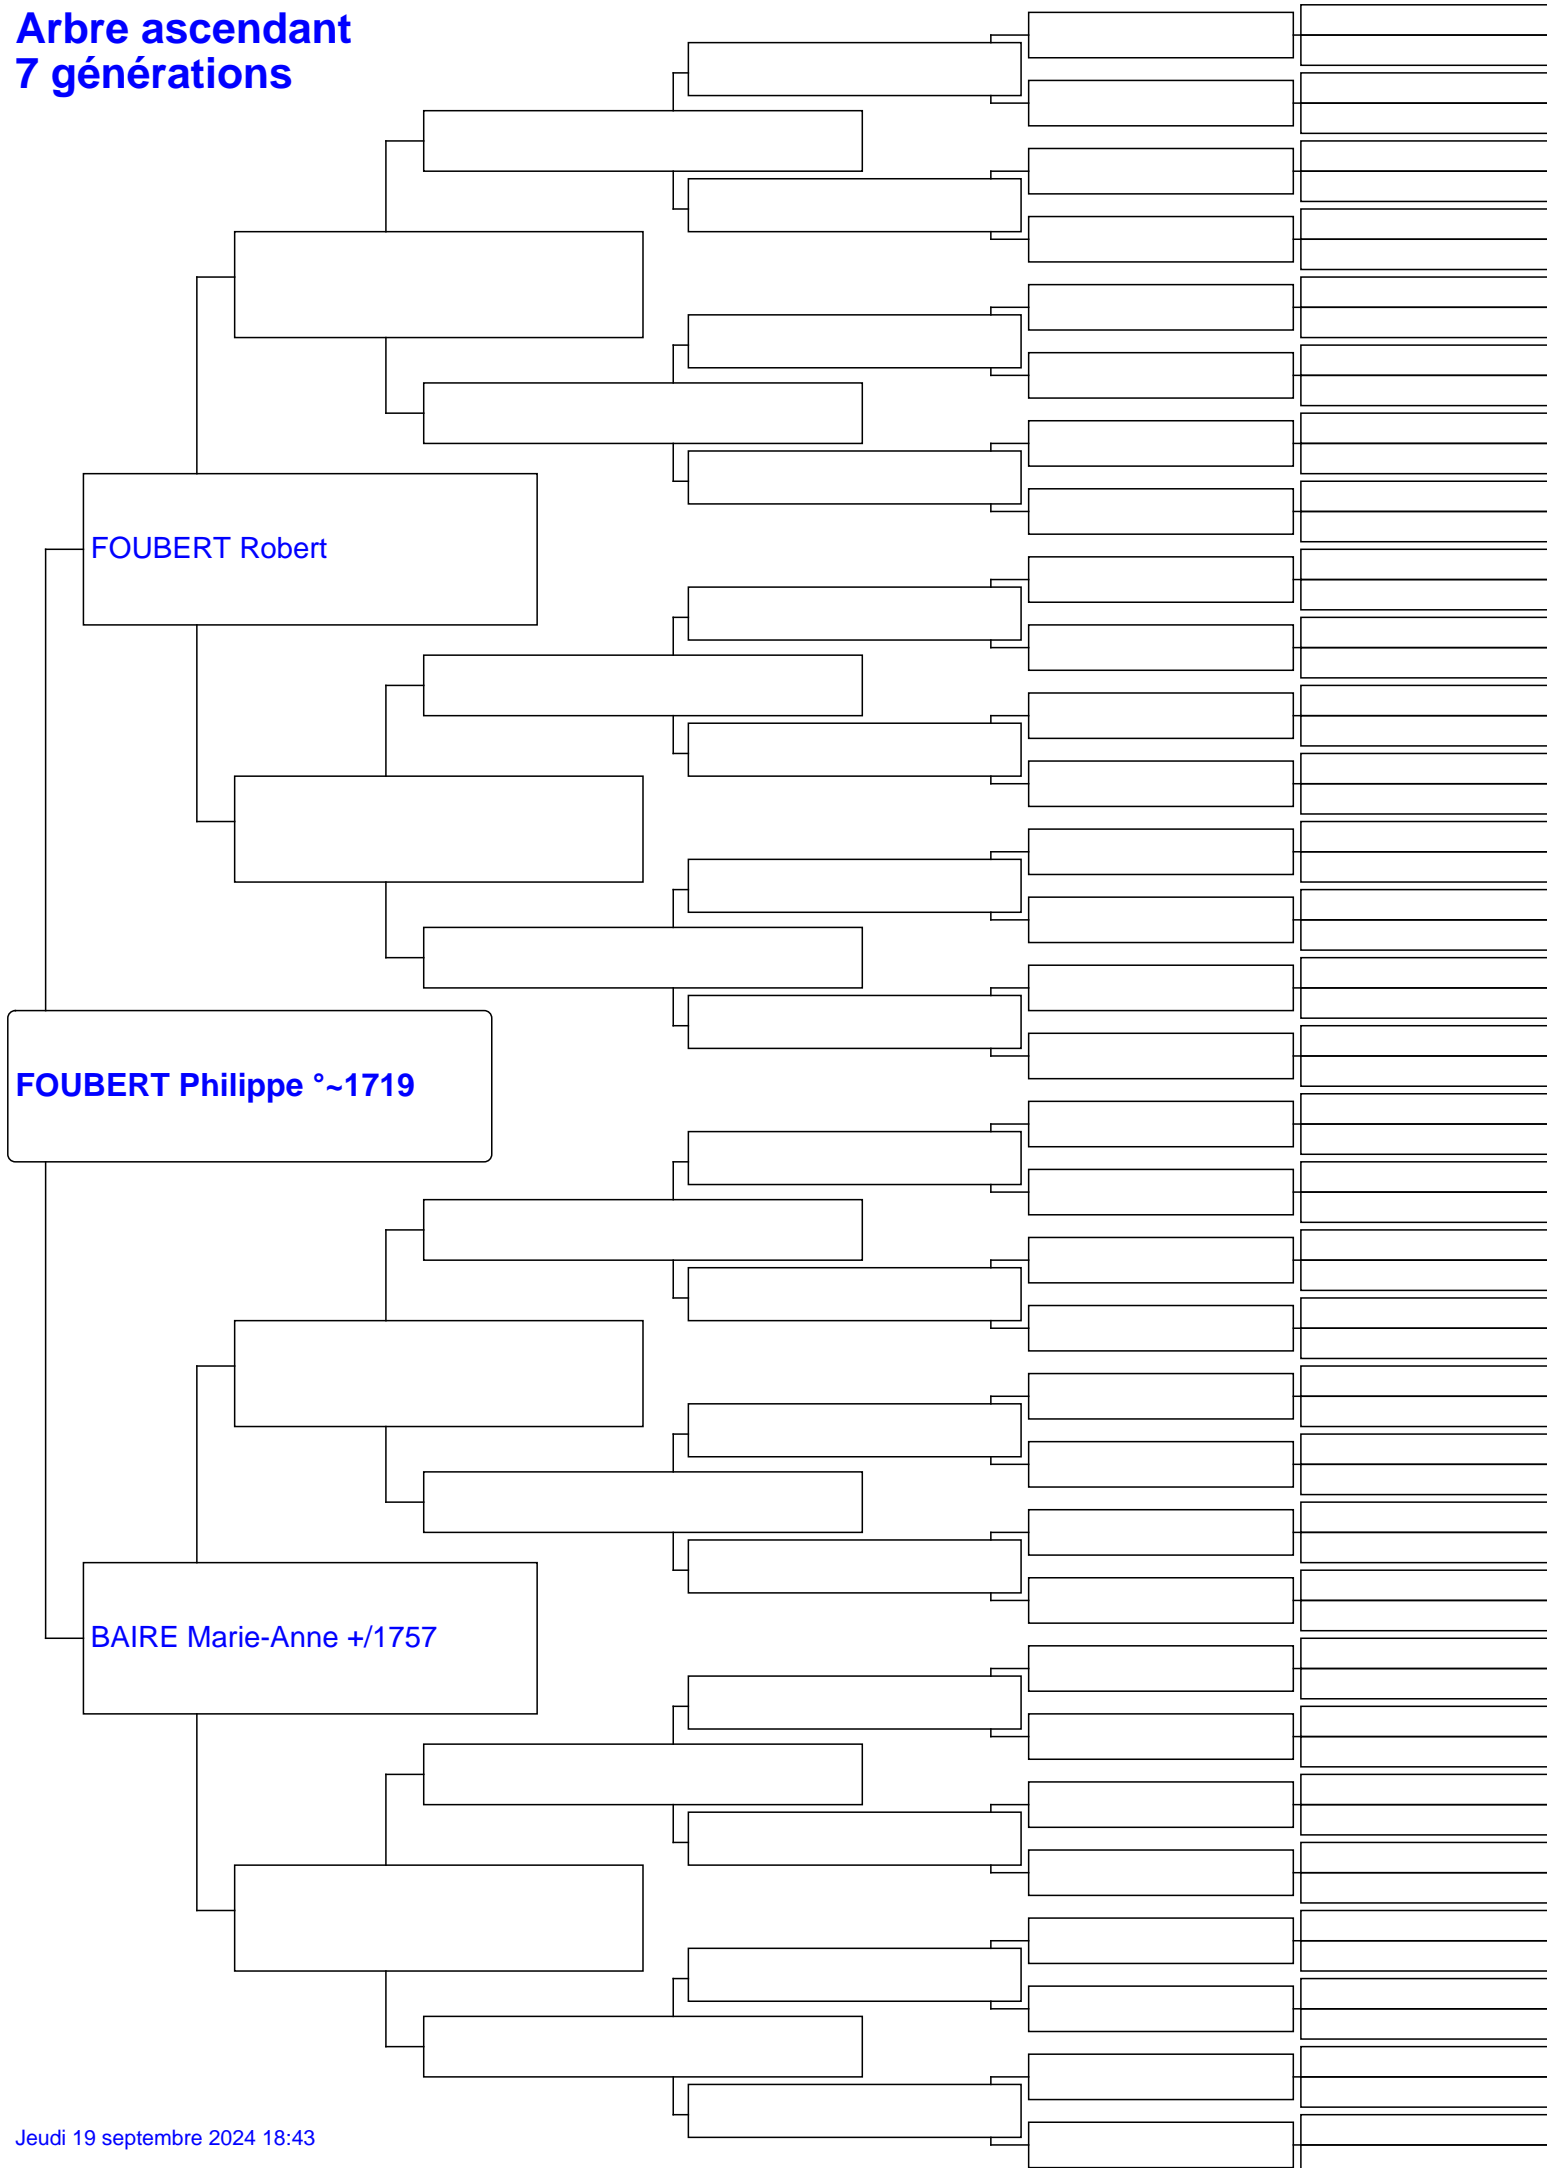 Arbre ascendant
7 générations
FOUBERT Robert
FOUBERT Philippe °~1719
BAIRE Marie-Anne +/1757
Jeudi 19 septembre 2024 18:43